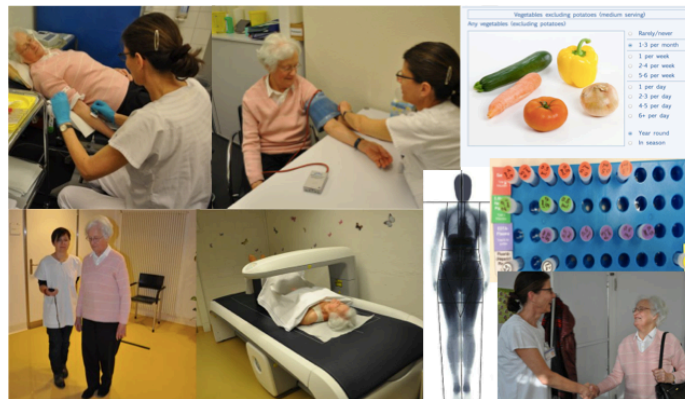 Vegetables excluding potatoes (medium serving)
Any vegetables (excluding potatoes)
Rarely/never
1-3 per month
1 per week
2-4 per week
5-6 per week
1 per day
2-3 per day
4-5 per day
6+ per day
Year round
In season